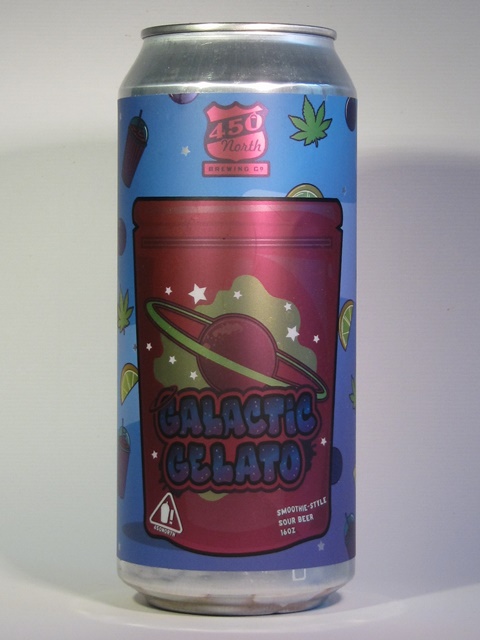 450
North
BREWING CO
GALACTIC
GELATO
SMOOTHIE-STYLE
SOUR BEER
16OZ